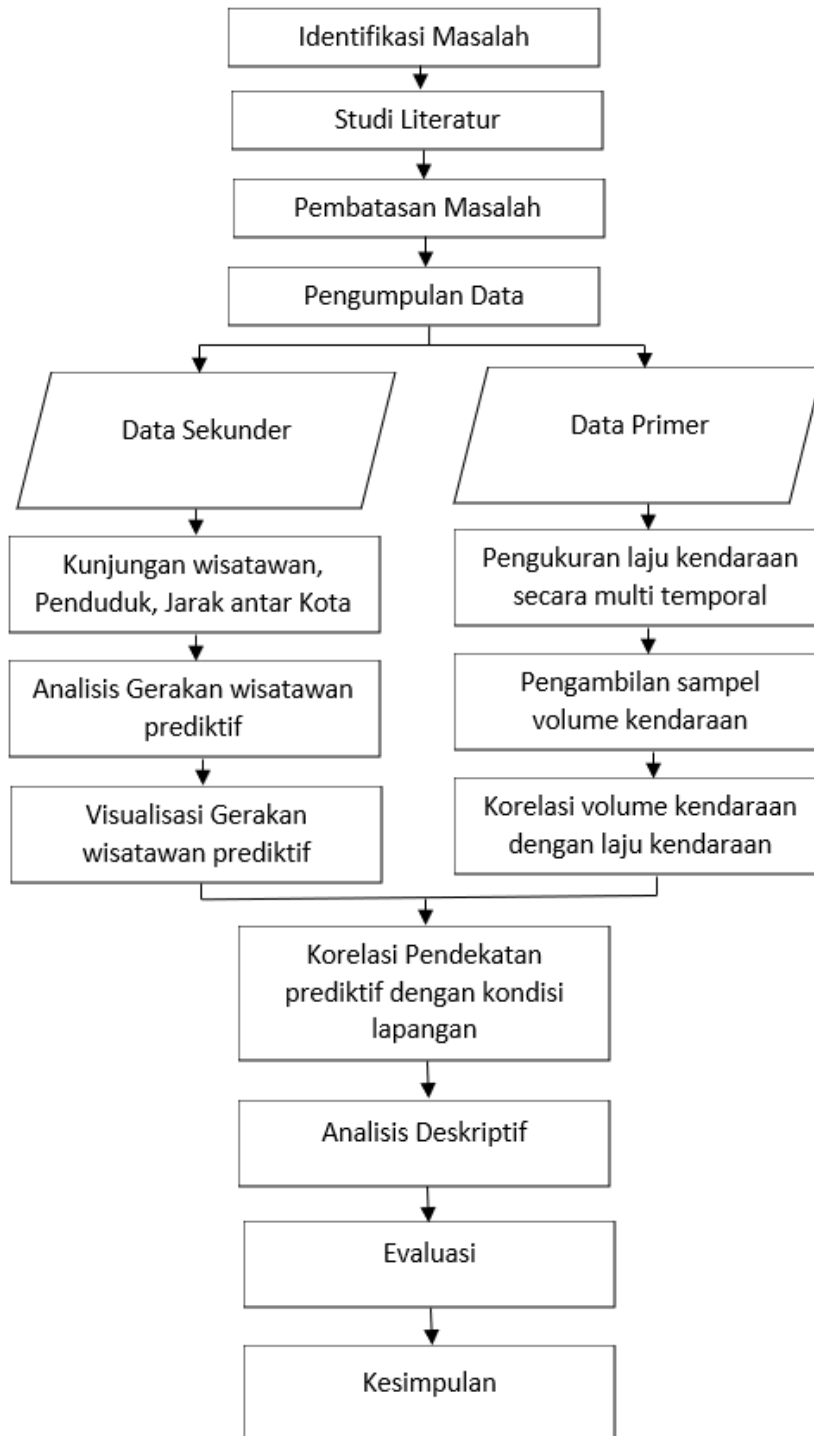 Identifikasi Masalah
Studi Literatur
Pembatasan Masalah
Pengumpulan Data
Data Sekunder
Data Primer
Kunjungan wisatawan,
Penduduk, Jarak antar Kota
Pengukuran laju kendaraan
secara multi temporal
Analisis Gerakan wisatawan
prediktif
Pengambilan sampel
volume kendaraan
Visualisasi Gerakan
wisatawan prediktif
Korelasi volume kendaraan
dengan laju kendaraan
Korelasi Pendekatan
prediktif dengan kondisi
lapangan
Analisis Deskriptif
Evaluasi
Kesimpulan